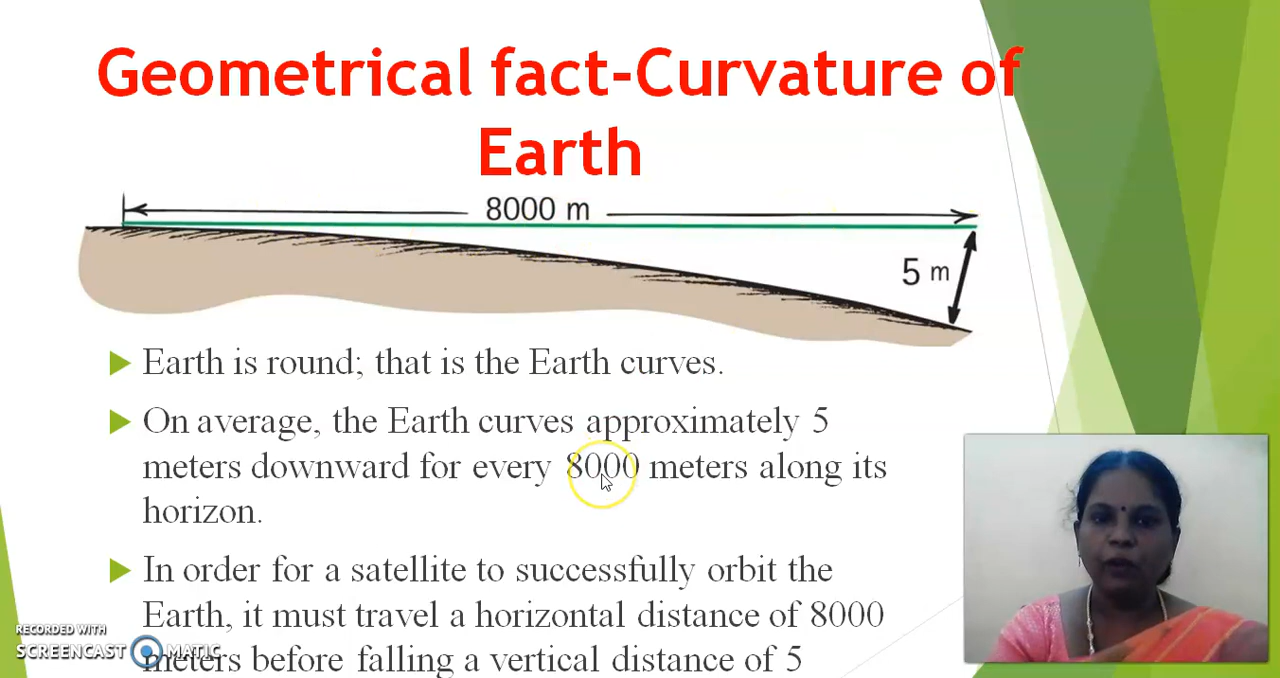 Geometrical fact-Curvature of
Earth
8000 m
5 m
Earth is round; that is the Earth curves.
On average, the Earth curves approximately 5
meters downward for every 8000 meters along its
horizon.
In order for a satellite to successfully orbit the
Earth, it must travel a horizontal distance of 8000
meters before falling a vertical distance of 5
RECORDED WITH
SCREENCAST MATIC